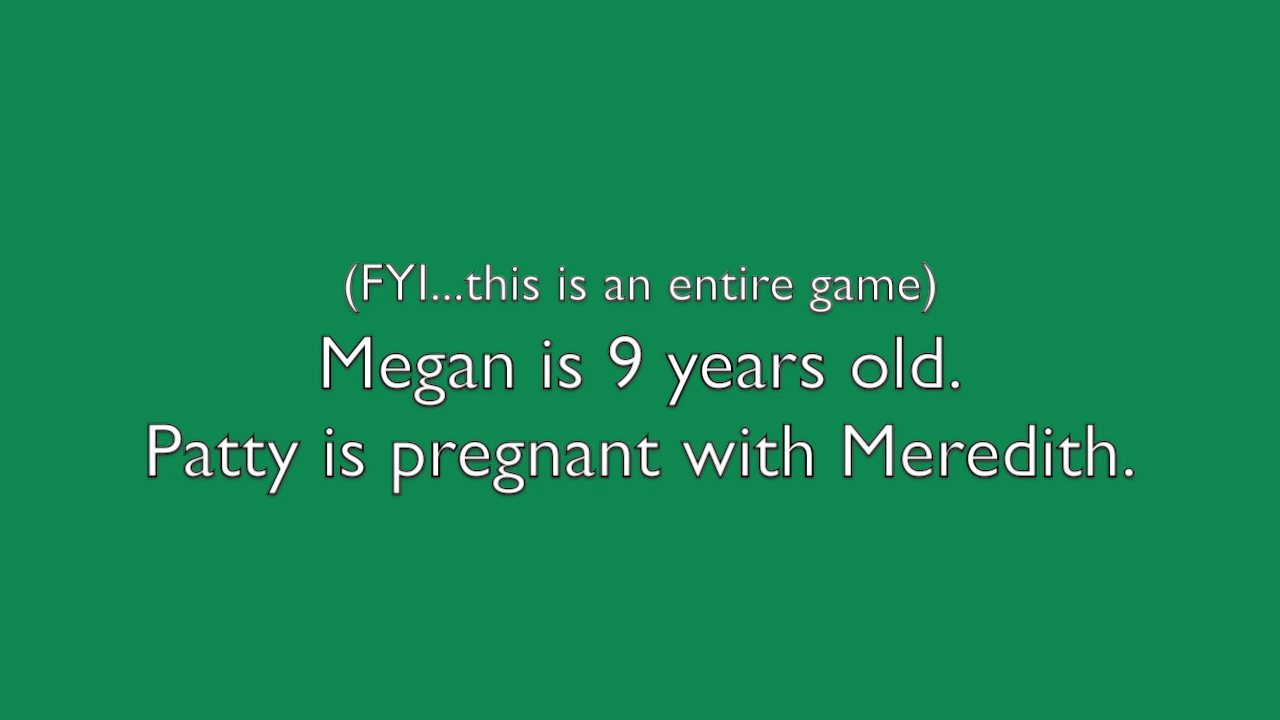 (FYI...this is an entire game)
Megan is 9 years old.
Patty is pregnant with Meredith.